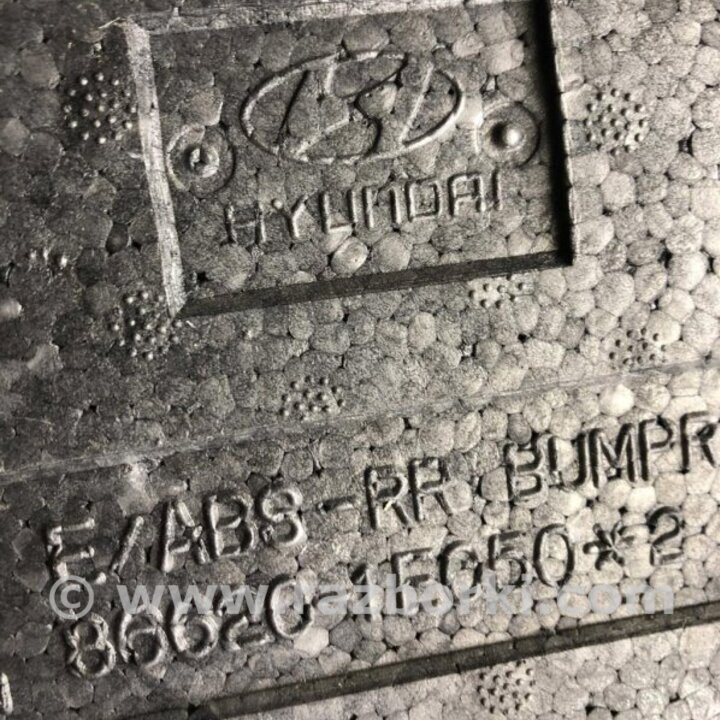 HYUNDAI
E/ABS-RR BUMPR
86620-1E050*2
© www.razborki.com